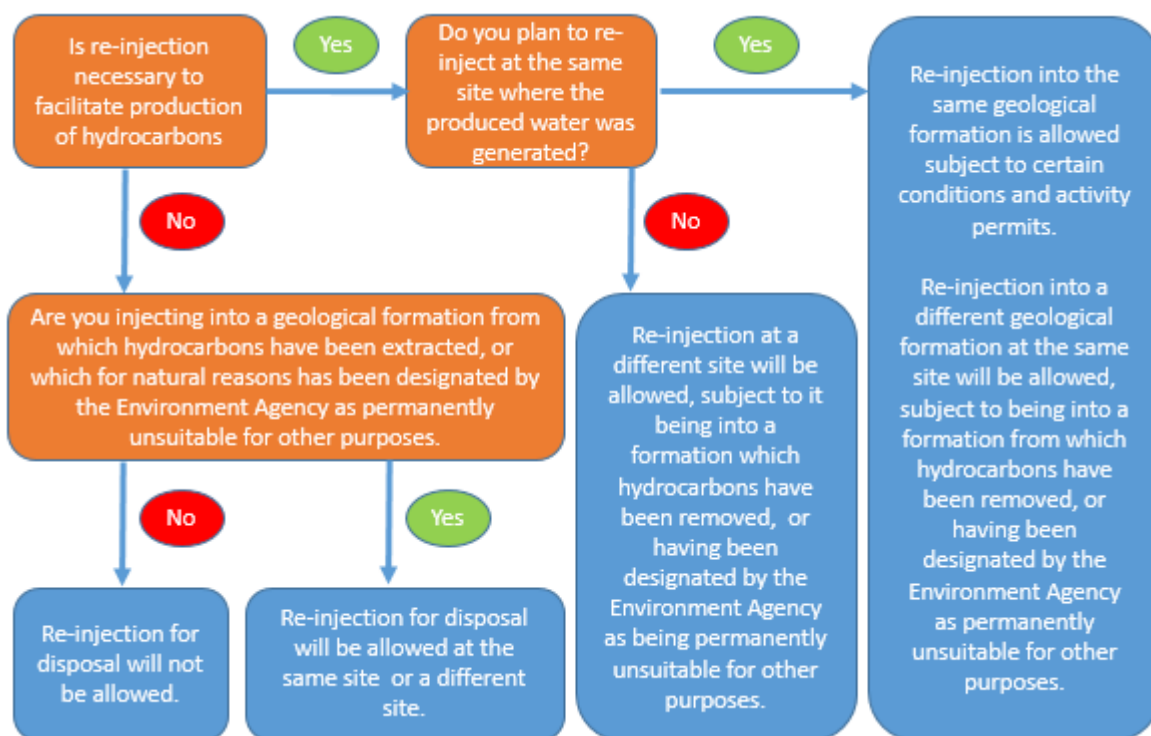 Is re-injection
necessary to
facilitate production
of hydrocarbons
Yes
Do you plan to re-
inject at the same
site where the
produced water was
generated?
Yes
Re-injection into the
same geological
formation is allowed
subject to certain
conditions and activity
permits.
Re-injection into a
different geological
formation at the same
site will be allowed,
subject to being into a
formation from which
hydrocarbons have
been removed, or
having been
designated by the
Environment Agency
as permanently
unsuitable for other
purposes.
No
No
Are you injecting into a geological formation from
which hydrocarbons have been extracted, or
which for natural reasons has been designated by
the Environment Agency as permanently
unsuitable for other purposes.
Re-injection at a
different site will be
allowed, subject to it
being into a
formation which
hydrocarbons have
been removed, or
having been
designated by the
Environment Agency
as being permanently
unsuitable for other
purposes.
No
Yes
Re-injection for
disposal will not
be allowed.
Re-injection for disposal
will be allowed at the
same site or a different
site.